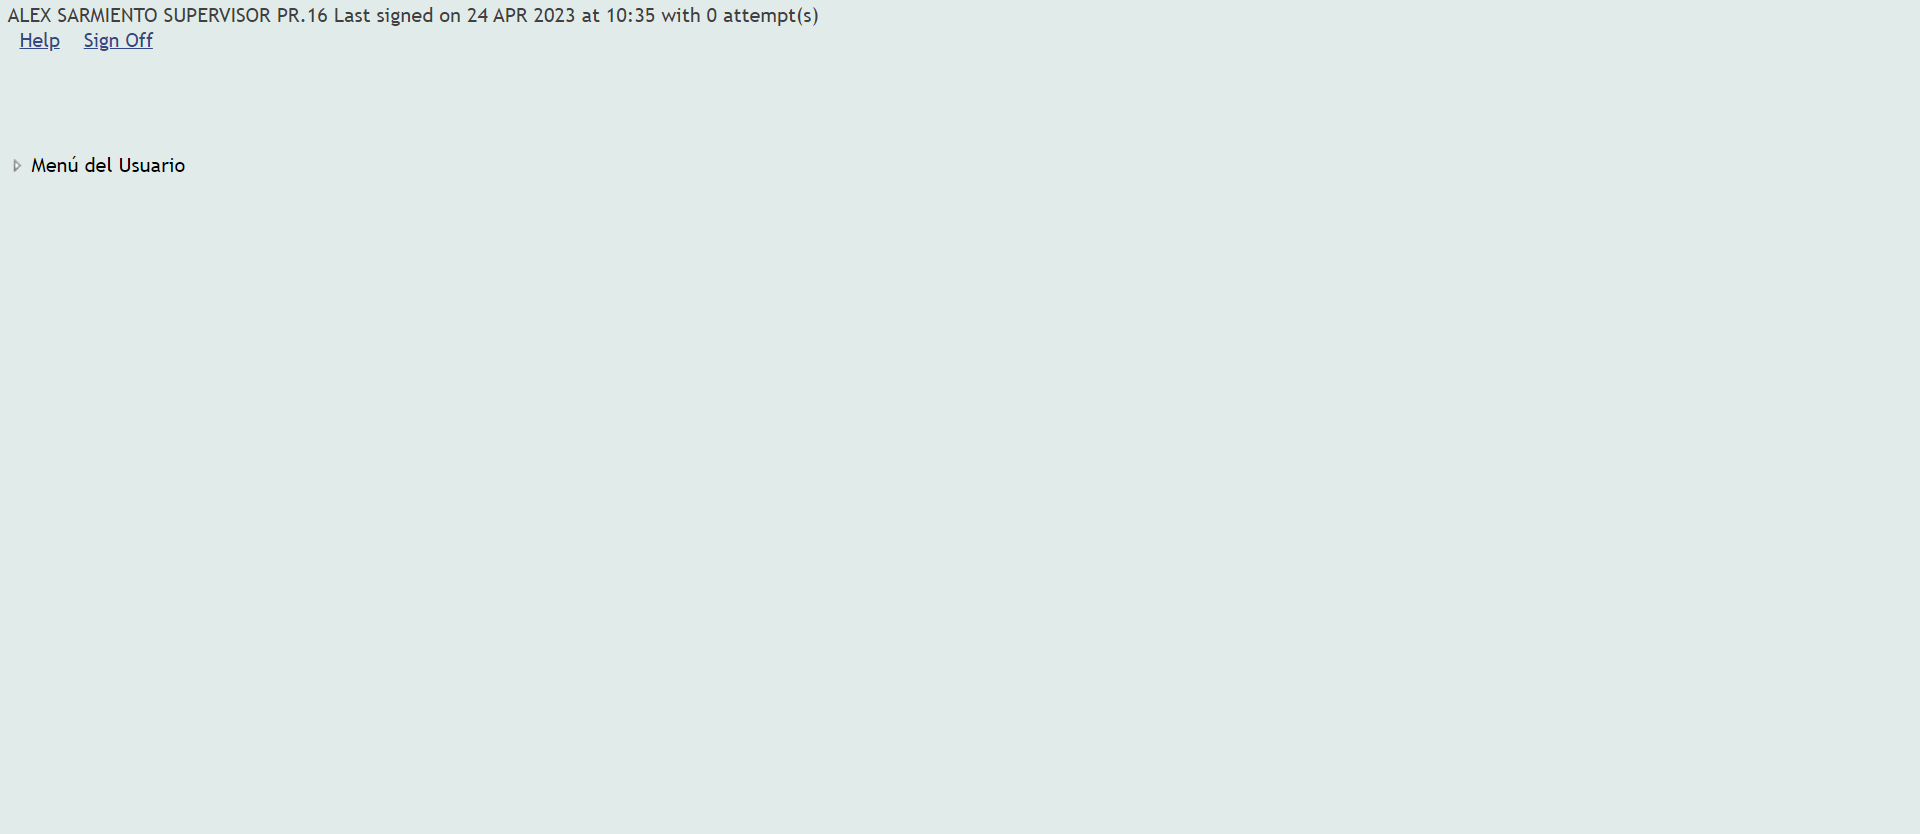 ALEX SARMIENTO SUPERVISOR PR.16 Last signed on 24 APR 2023 at 10:35 with 0 attempt(s)
Help Sign Off
Menú del Usuario